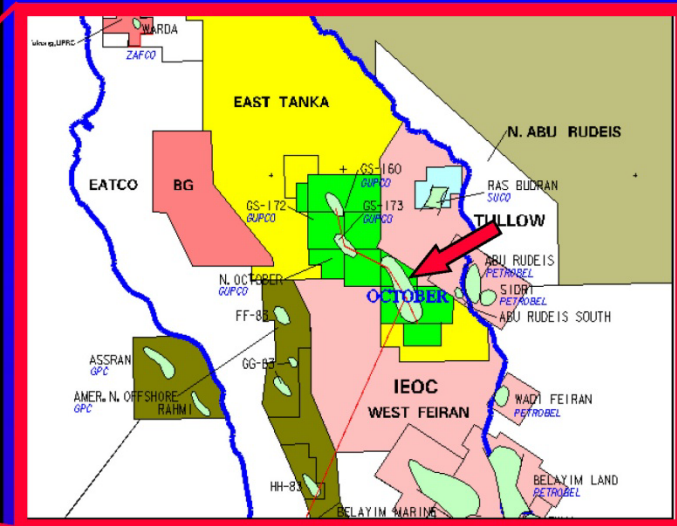 WARDA
ZAFCO
EAST TANKA
N. ABU RUDEIS
EATCO
BG
GS-160
GUPCO
GS-172
GUPCO
GS-173
GUPCO
RAS BUDRAN
SUCO
TULLOW
N. OCTOBER
GUPCO
OCTOBER
ABU RUDEIS
PETROBEL
SIDRI
PETROBEL
ABU RUDEIS SOUTH
FF-83
GG-83
ASSRAN
GPC
AMER. N. OFFSHORE
GPC
RAHMI
IEOC
WEST FEIRAN
WADI FEIRAN
PETROBEL
HH-83
BELAYIM LAND
PETROBEL
BELAYIM MARINE